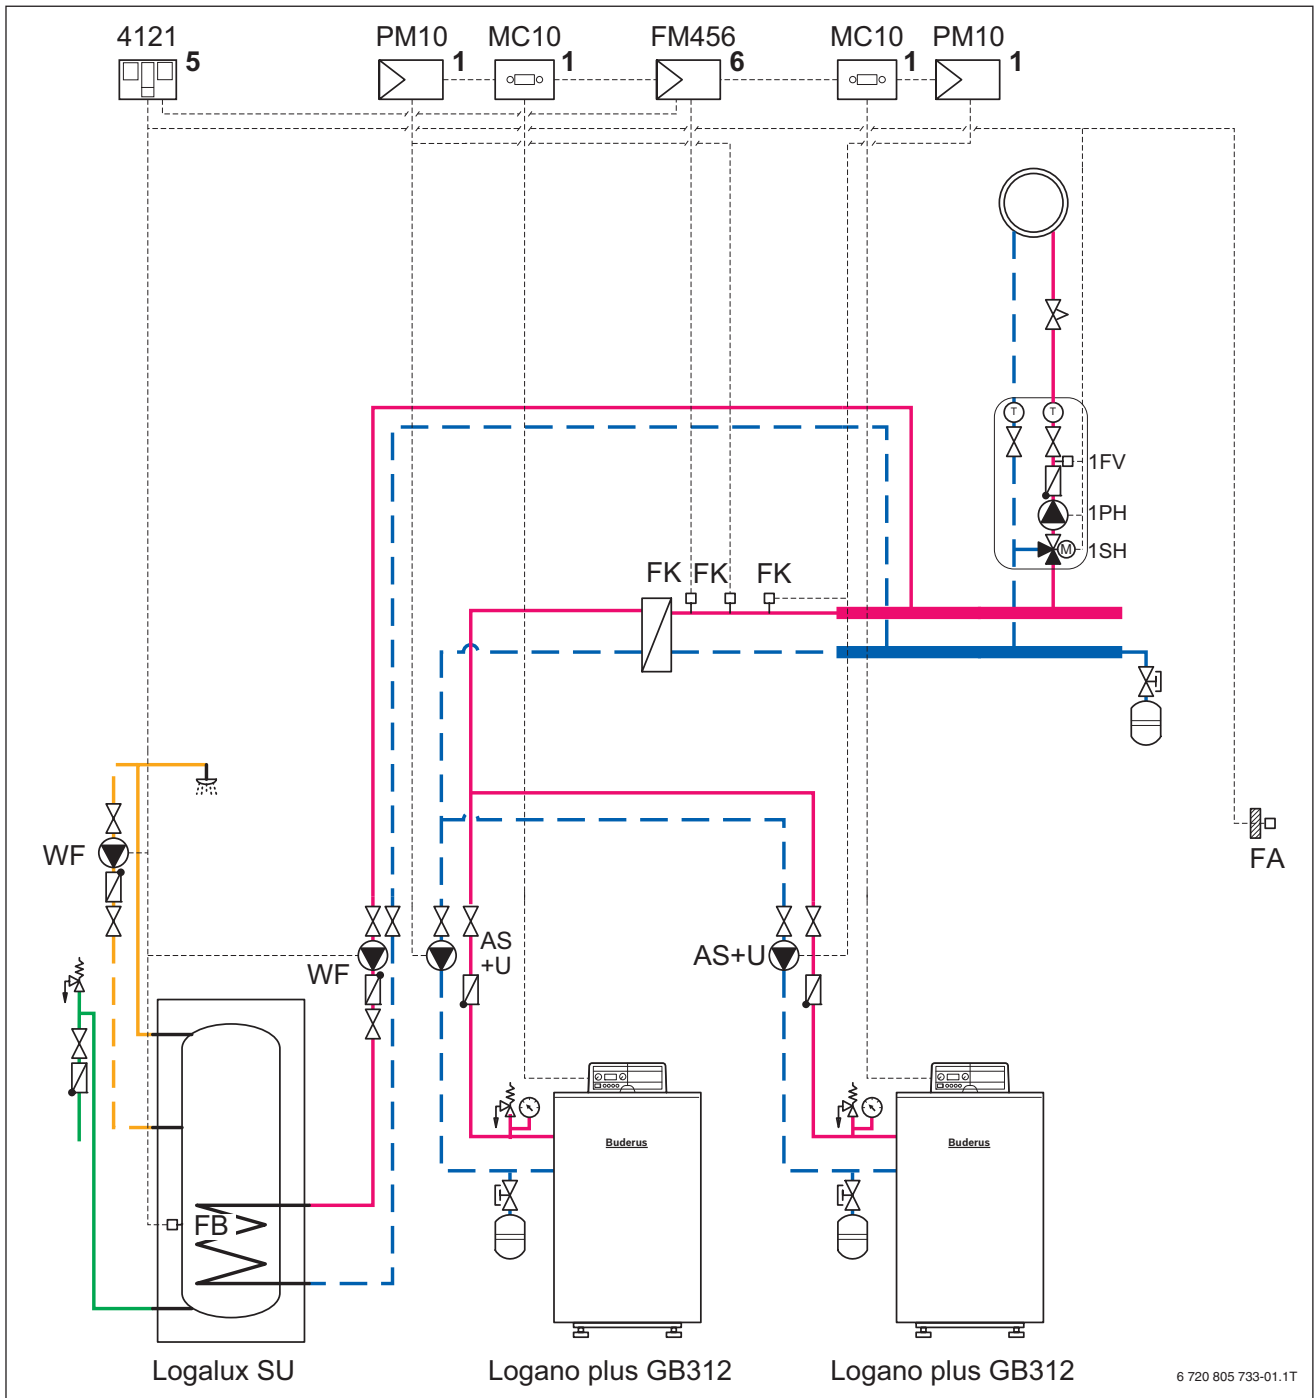 4121 5
PM10 1
MC10 1
FM456 6
MC10 1
PM10 1
T T
1FV
1PH
M 1SH
FK FK FK
FA
WF
WF
AS
+U
AS+U
FB
Buderus
Buderus
Logalux SU
Logano plus GB312
Logano plus GB312
6 720 805 733-01.1T